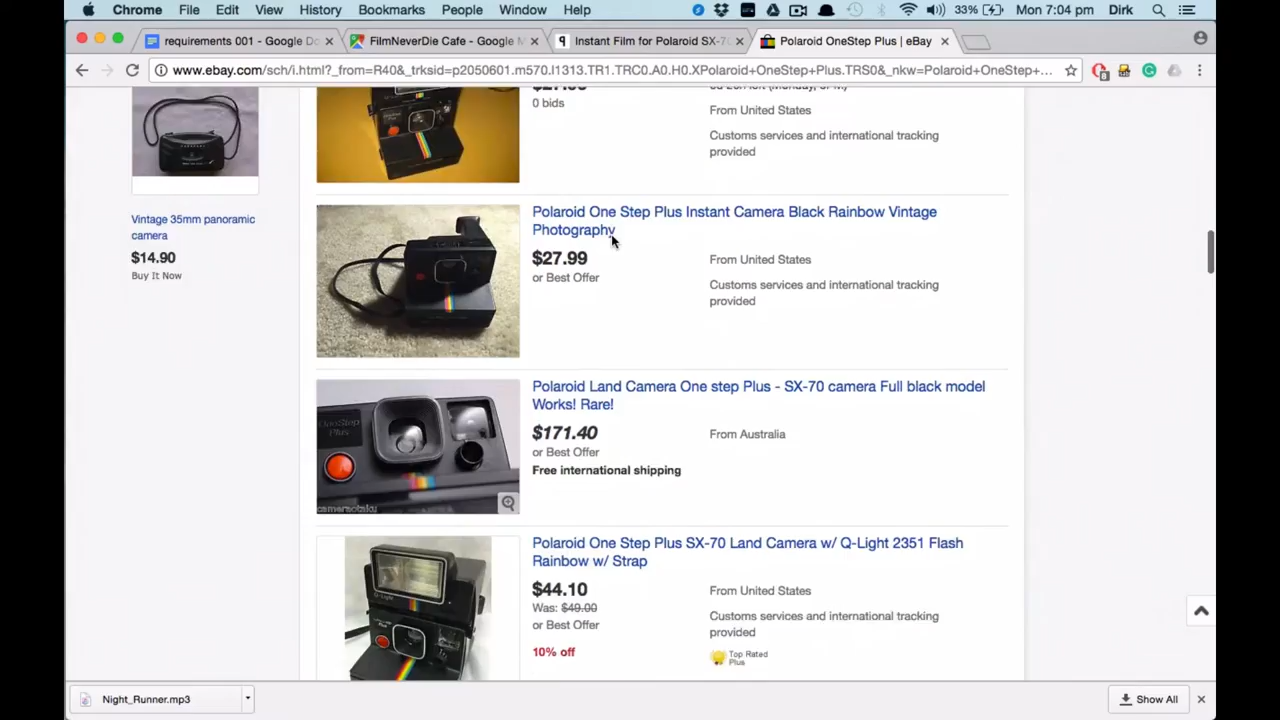 Chrome File Edit View History Bookmarks People Window Help 33% Mon 7:04 pm Dirk
requirements 001 - Google Do
FilmNeverDie Cafe - Google M
Instant Film for Polaroid SX-70
Polaroid OneStep Plus | eBay
www.ebay.com/sch/i.html?_from=R40&_trksid=p2050601.m570.l1313.TR1.TRC0.A0.H0.XPolaroid+OneStep+Plus.TRS0&_nkw=Polaroid+OneStep+...
0 bids
From United States
Customs services and international tracking
provided
Vintage 35mm panoramic
camera
$14.90
Buy It Now
Polaroid One Step Plus Instant Camera Black Rainbow Vintage
Photography
$27.99
or Best Offer
From United States
Customs services and international tracking
provided
Polaroid Land Camera One step Plus - SX-70 camera Full black model
Works! Rare!
$171.40
or Best Offer
Free international shipping
From Australia
OneStep
Plus
cameraotaku
Polaroid One Step Plus SX-70 Land Camera w/ Q-Light 2351 Flash
Rainbow w/ Strap
$44.10
Was: $49.00
or Best Offer
10% off
From United States
Customs services and international tracking
provided
Top Rated
Plus
Night_Runner.mp3
Show All